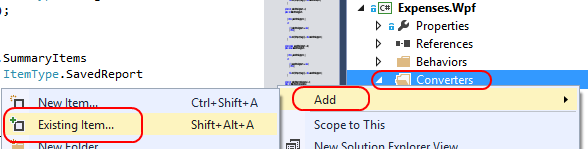 Expenses.Wpf
);
Properties
References
.SummaryItems
Behaviors
ItemType.SavedReport
Converters
New Item... Ctrl+Shift+A
Add
Existing Item... Shift+Alt+A
Scope to This
New Folder
New Solution Explorer View